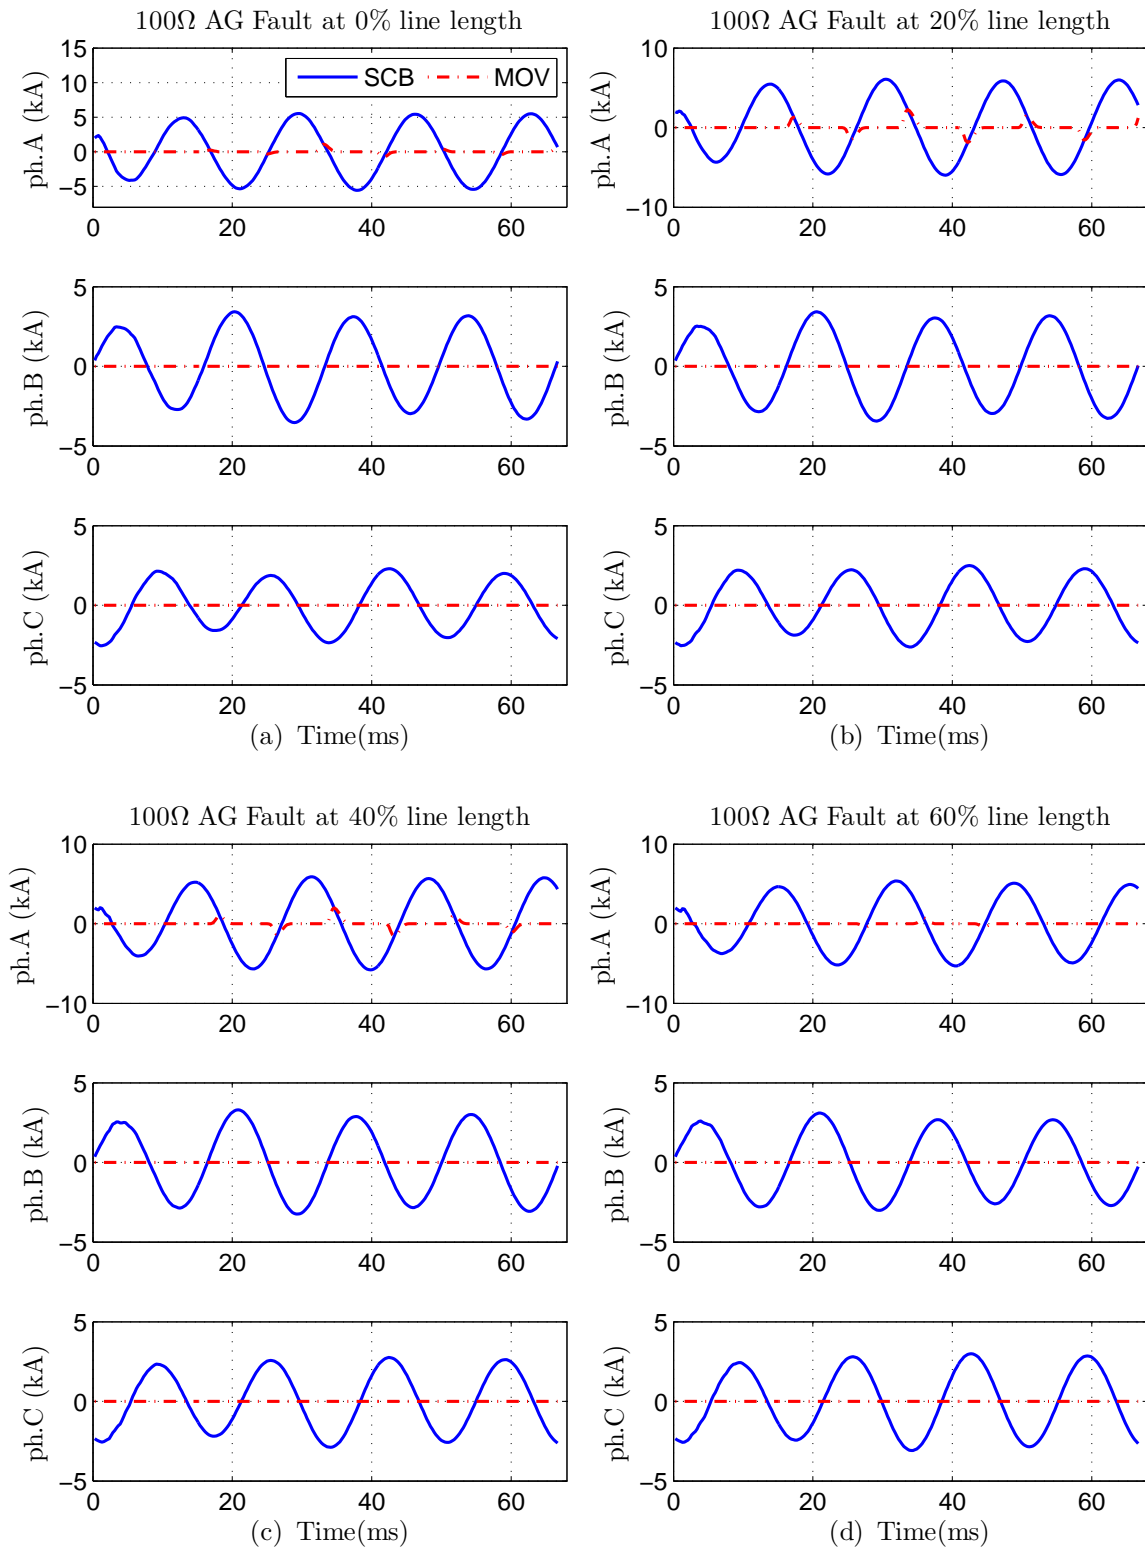 100Ω AG Fault at 0% line length
15
10
5
0
−5
ph.A (kA)
SCB
MOV
0 20 40 60
5
0
−5
ph.B (kA)
0 20 40 60
5
0
−5
ph.C (kA)
0 20 40 60
(a) Time(ms)
100Ω AG Fault at 20% line length
10
0
−10
ph.A (kA)
0 20 40 60
5
0
−5
ph.B (kA)
0 20 40 60
5
0
−5
ph.C (kA)
0 20 40 60
(b) Time(ms)
100Ω AG Fault at 40% line length
10
0
−10
ph.A (kA)
0 20 40 60
5
0
−5
ph.B (kA)
0 20 40 60
5
0
−5
ph.C (kA)
0 20 40 60
(c) Time(ms)
100Ω AG Fault at 60% line length
10
0
−10
ph.A (kA)
0 20 40 60
5
0
−5
ph.B (kA)
0 20 40 60
5
0
−5
ph.C (kA)
0 20 40 60
(d) Time(ms)